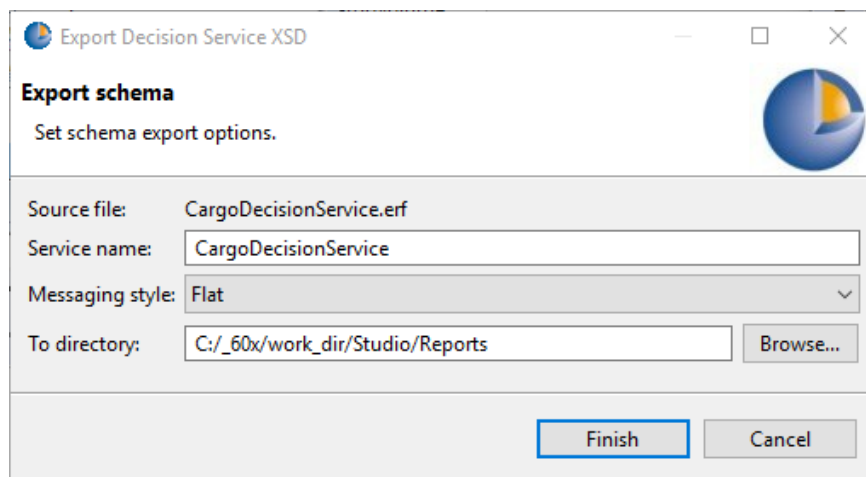 Export Decision Service XSD
Export schema
Set schema export options.
Source file: CargoDecisionService.erf
Service name: CargoDecisionService
Messaging style: Flat
To directory: C:/_60x/work_dir/Studio/Reports Browse...
Finish Cancel